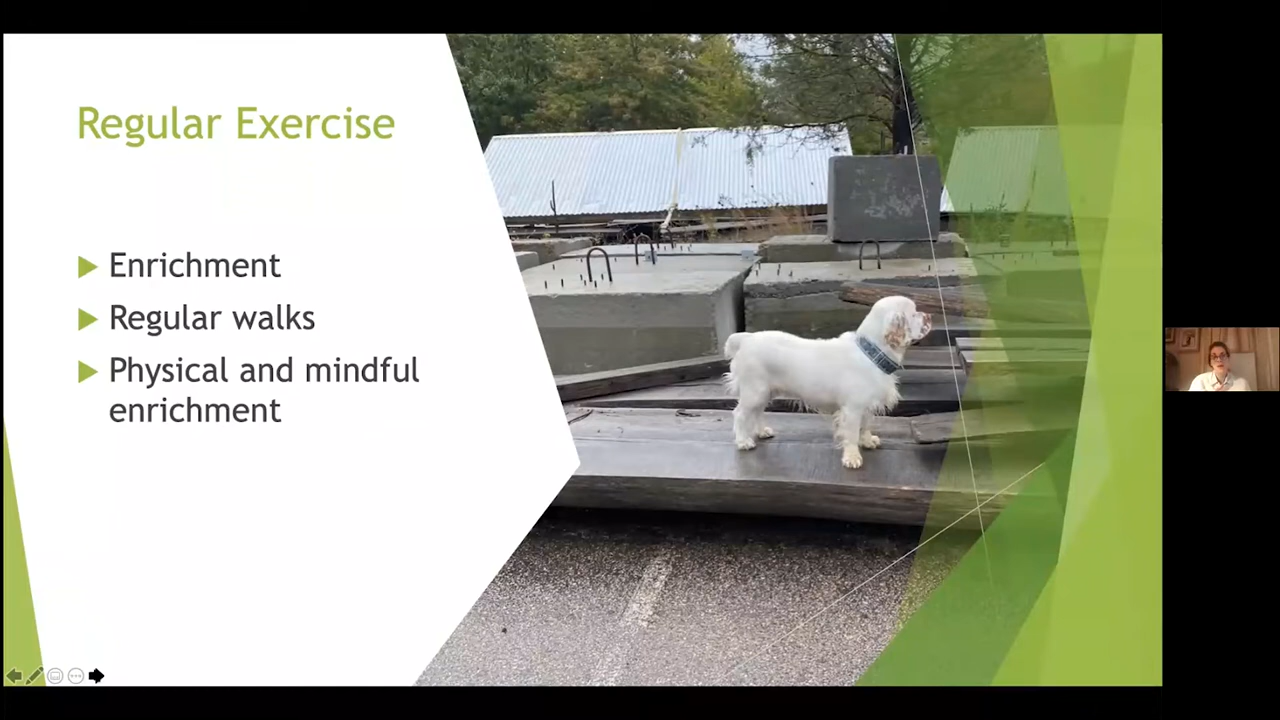 Regular Exercise
Enrichment
Regular walks
Physical and mindful
enrichment